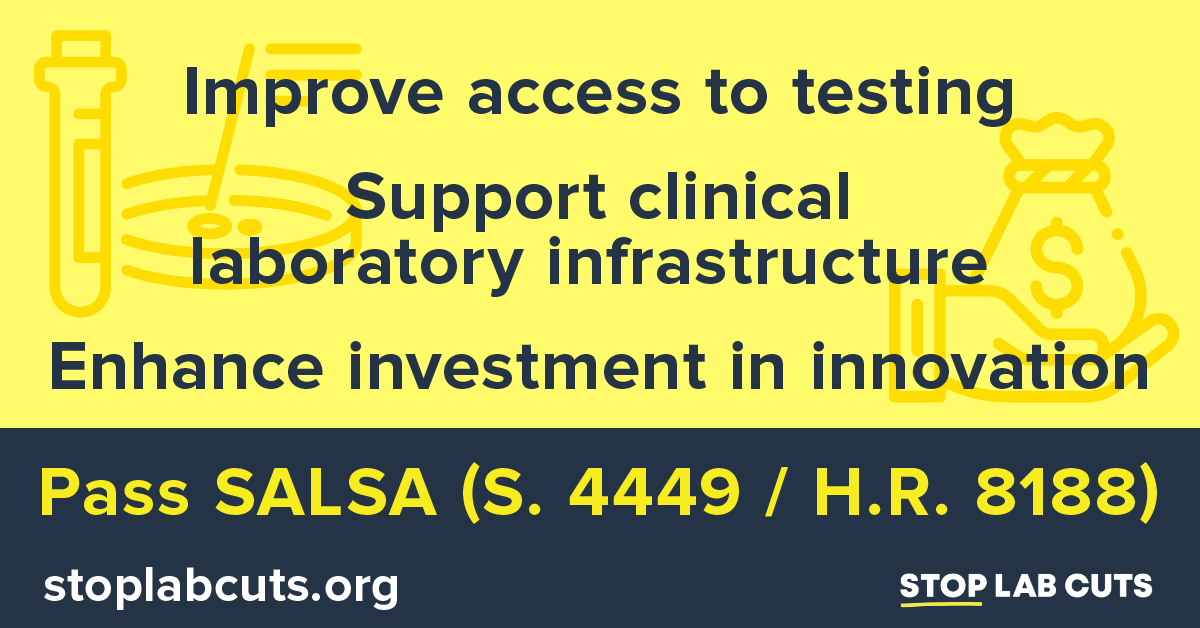 Improve access to testing
Support clinical
laboratory infrastructure
Enhance investment in innovation
Pass SALSA (S. 4449 / H.R. 8188)
stoplabcuts.org
STOP LAB CUTS
$